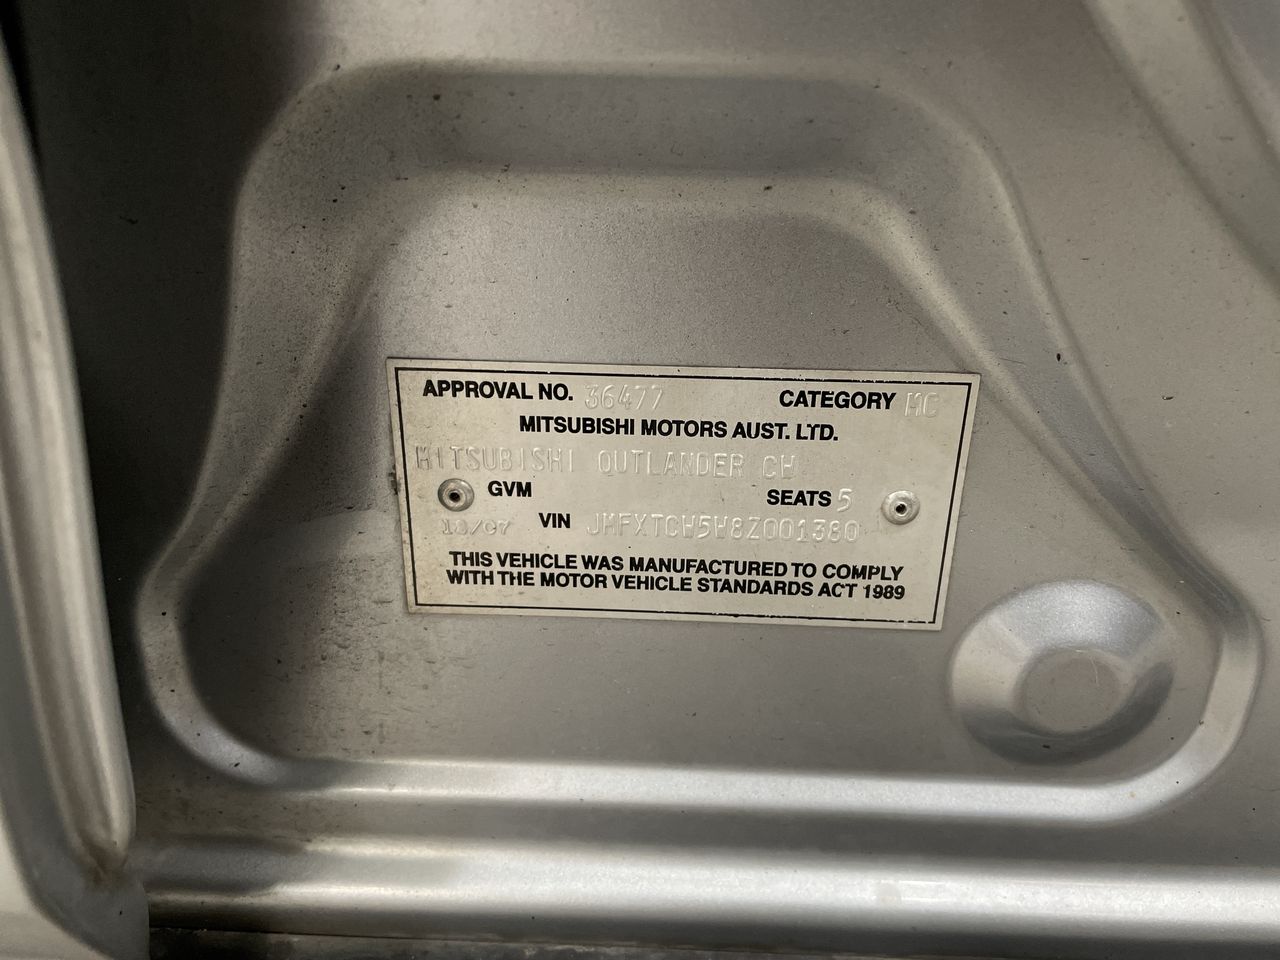 APPROVAL NO. 36477 CATEGORY MC
MITSUBISHI MOTORS AUST. LTD.
MITSUBISHI OUTLANDER CW
GVM SEATS 5
10/07 VIN JMFXTCW5W8Z001380
THIS VEHICLE WAS MANUFACTURED TO COMPLY
WITH THE MOTOR VEHICLE STANDARDS ACT 1989